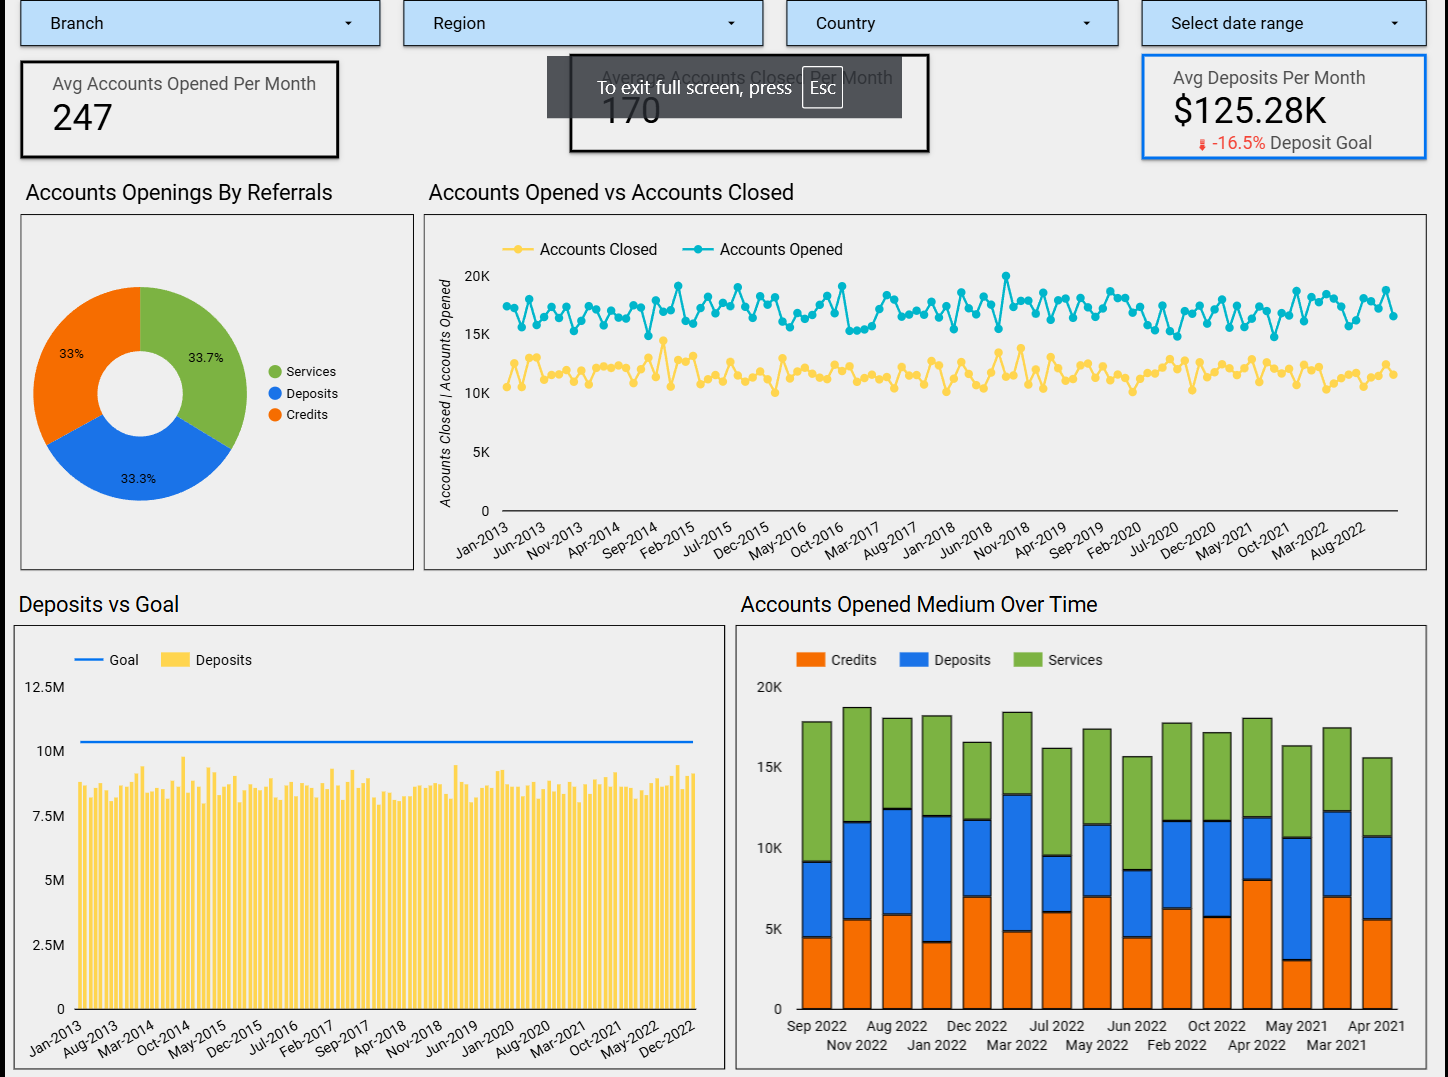 Branch
Region
Country
Select date range
Avg Accounts Opened Per Month
247
Average Accounts Closed Per Month
170
To exit full screen, press Esc
Avg Deposits Per Month
$125.28K
-16.5% Deposit Goal
Accounts Openings By Referrals
33%
33.7%
33.3%
Services
Deposits
Credits
Accounts Opened vs Accounts Closed
Accounts Closed
Accounts Opened
Accounts Closed | Accounts Opened
20K
15K
10K
5K
0
Jan-2013
Jun-2013
Nov-2013
Apr-2014
Sep-2014
Feb-2015
Jul-2015
Dec-2015
May-2016
Oct-2016
Mar-2017
Aug-2017
Jan-2018
Jun-2018
Nov-2018
Apr-2019
Sep-2019
Feb-2020
Jul-2020
Dec-2020
May-2021
Oct-2021
Mar-2022
Aug-2022
Deposits vs Goal
Goal
Deposits
12.5M
10M
7.5M
5M
2.5M
0
Jan-2013
Aug-2013
Mar-2014
Oct-2014
May-2015
Dec-2015
Jul-2016
Feb-2017
Sep-2017
Apr-2018
Nov-2018
Jun-2019
Jan-2020
Aug-2020
Mar-2021
Oct-2021
May-2022
Dec-2022
Accounts Opened Medium Over Time
Credits
Deposits
Services
20K
15K
10K
5K
0
Sep 2022
Nov 2022
Aug 2022
Jan 2022
Dec 2022
Mar 2022
Jul 2022
May 2022
Jun 2022
Feb 2022
Oct 2022
Apr 2022
May 2021
Mar 2021
Apr 2021